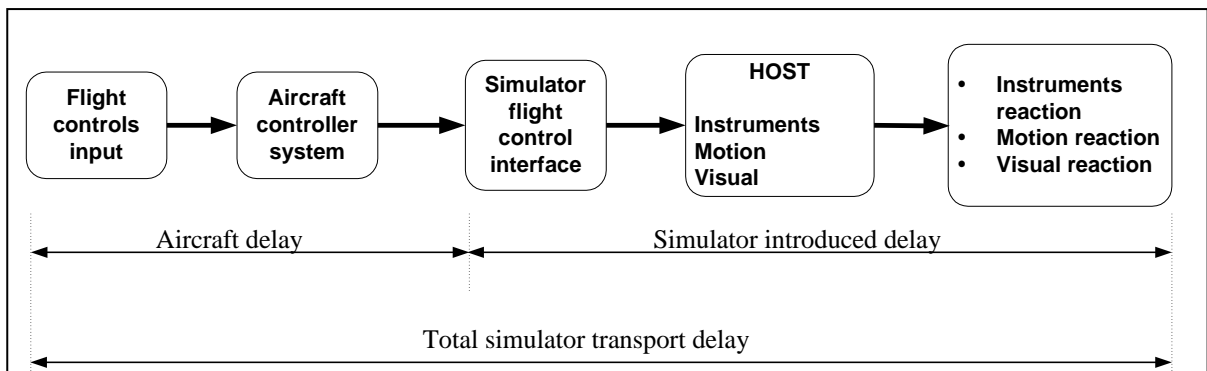 Flight
controls
input
Aircraft
controller
system
Simulator
flight
control
interface
HOST
Instruments
Motion
Visual
• Instruments
reaction
• Motion reaction
• Visual reaction
Aircraft delay
Simulator introduced delay
Total simulator transport delay